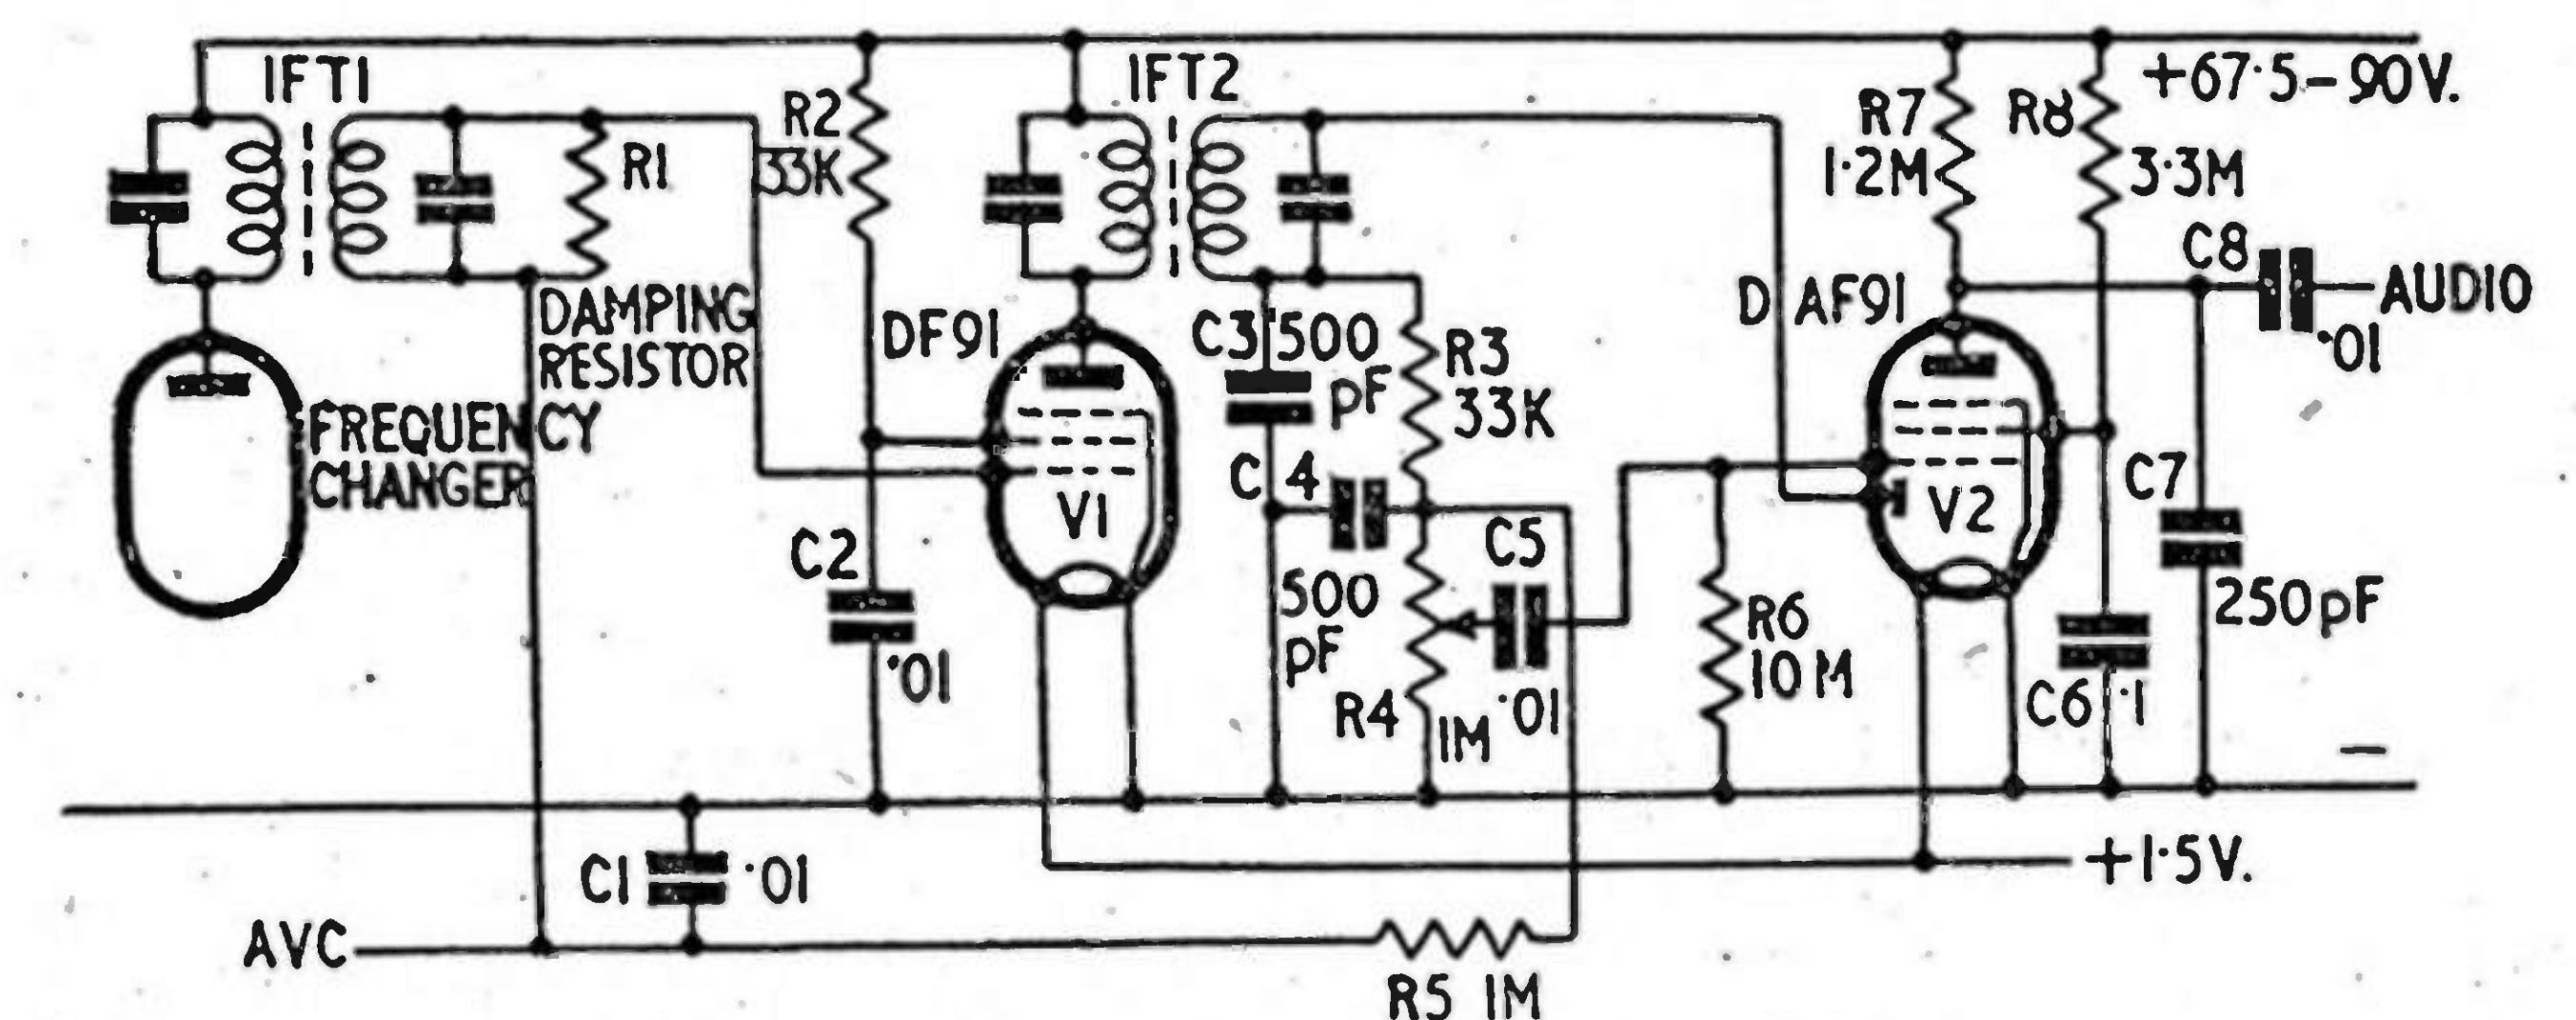 IFT1
R1
DAMPING
RESISTOR
FREQUENCY
CHANGER
R2
33K
IFT2
DF91
V1
C2
·01
C3 500
pF
R3
33K
C4
500
pF
R4
1M
C5
·01
R6
10M
R7
1·2M
R8
3·3M
+67·5-90V.
DAF91
V2
C8
·01
AUDIO
C7
250pF
C6 ·1
−
+1·5V.
C1 ·01
AVC
R5 1M